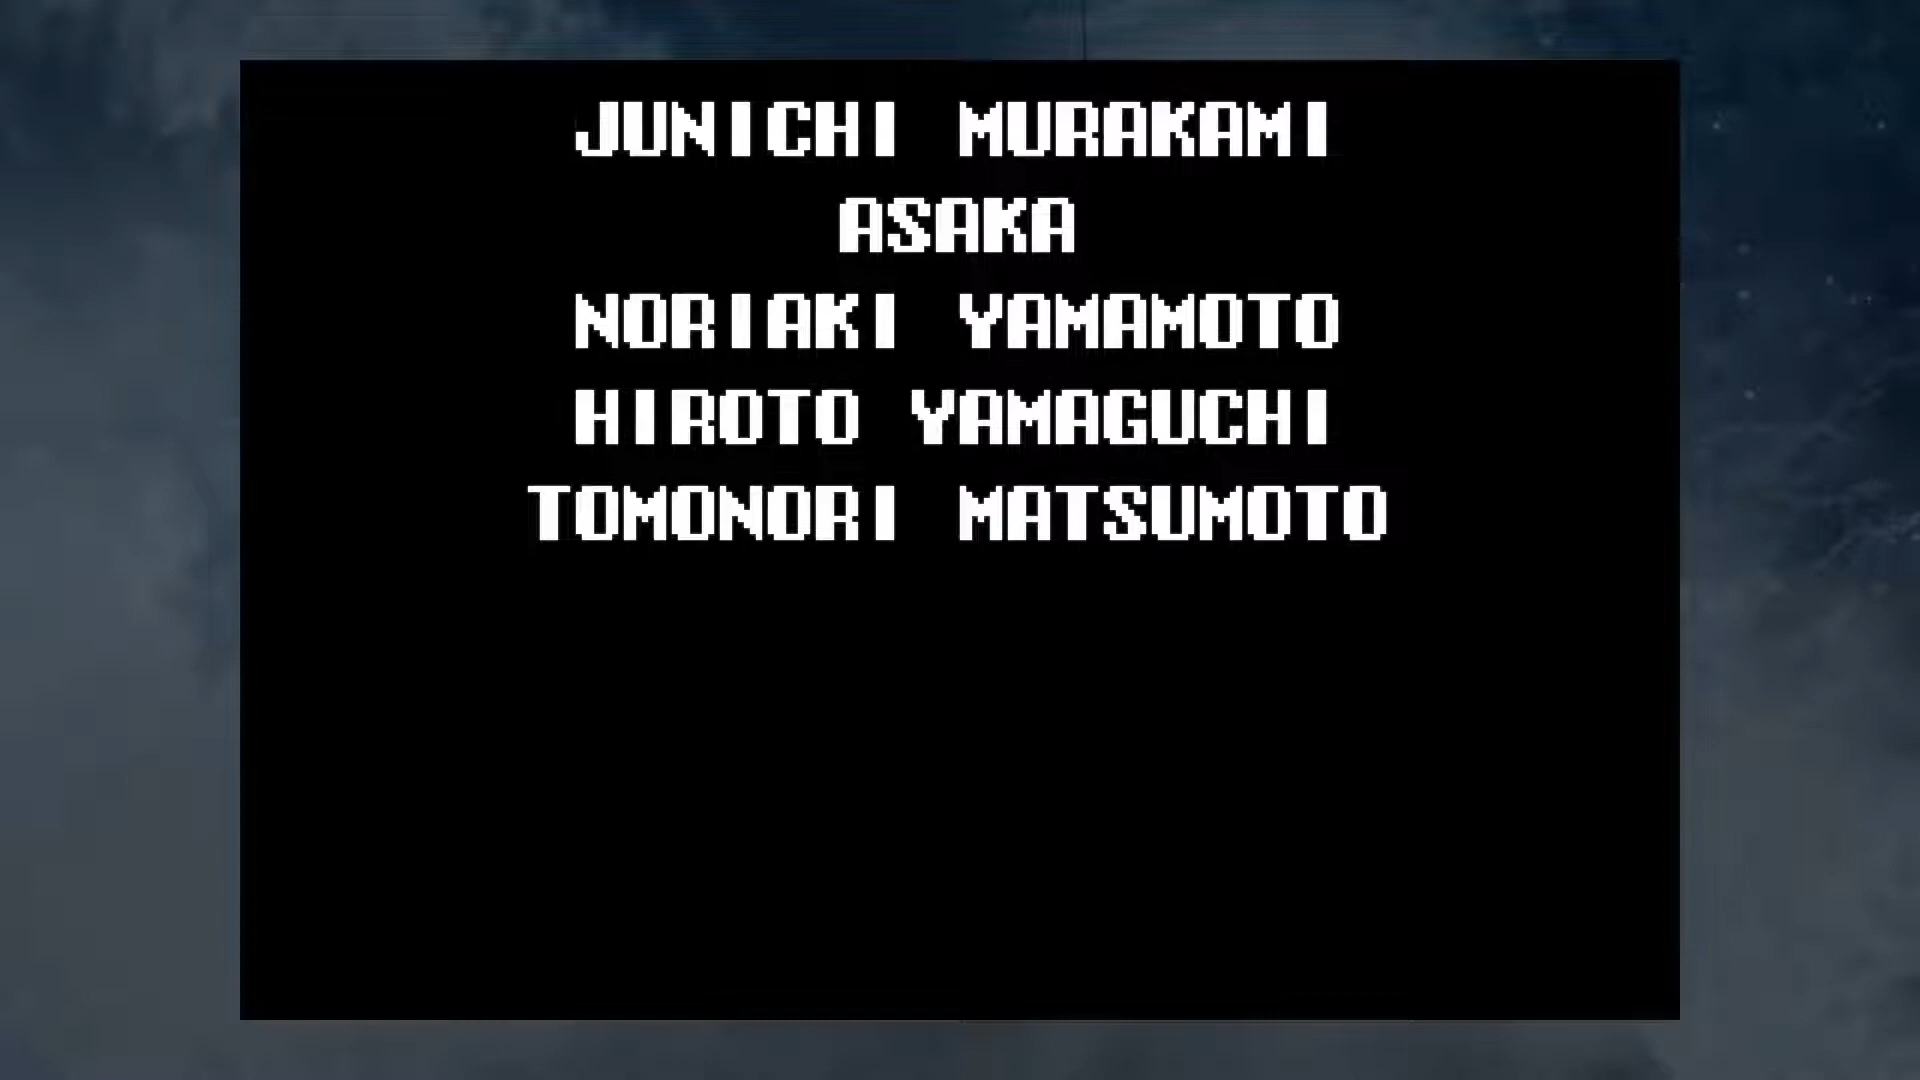 JUNICHI MURAKAMI
ASAKA
NORIAKI YAMAMOTO
HIROTO YAMAGUCHI
TOMONORI MATSUMOTO